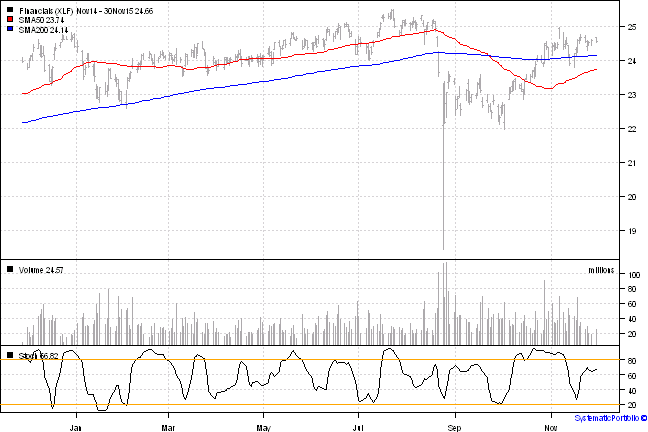 Financials (XLF) Nov14 - 30Nov15 24.66
SMA50 23.74
SMA200 24.14
25
24
23
22
21
20
19
Volume 24.57
millions
100
80
60
40
20
Stoch 66.82
80
60
40
20
Jan Mar May Jul Sep Nov
SystematicPortfolio ©